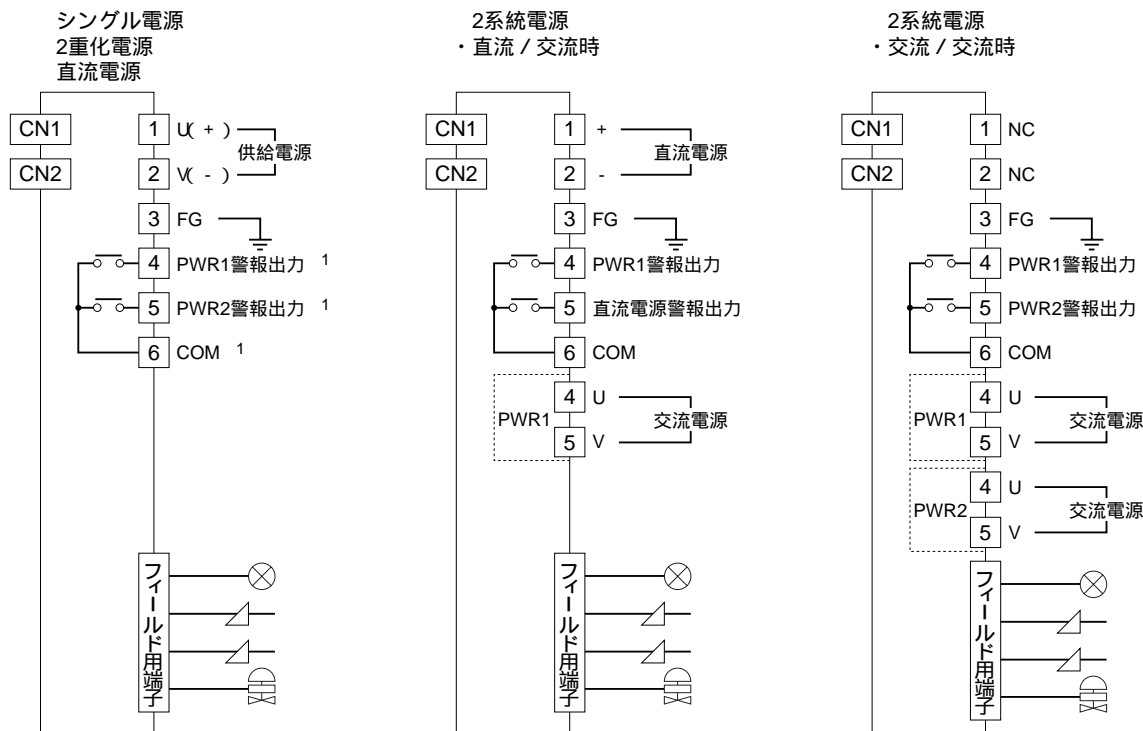 シングル電源
2重化電源
直流電源
CN1
CN2
1 U( + )
供給電源
2 V( - )
3 FG
4 PWR1警報出力 1
5 PWR2警報出力 1
6 COM 1
フィールド用端子
2系統電源
・直流 / 交流時
CN1
CN2
1 +
直流電源
2 -
3 FG
4 PWR1警報出力
5 直流電源警報出力
6 COM
PWR1
4 U
交流電源
5 V
フィールド用端子
2系統電源
・交流 / 交流時
CN1
CN2
1 NC
2 NC
3 FG
4 PWR1警報出力
5 PWR2警報出力
6 COM
PWR1
4 U
交流電源
5 V
PWR2
4 U
交流電源
5 V
フィールド用端子